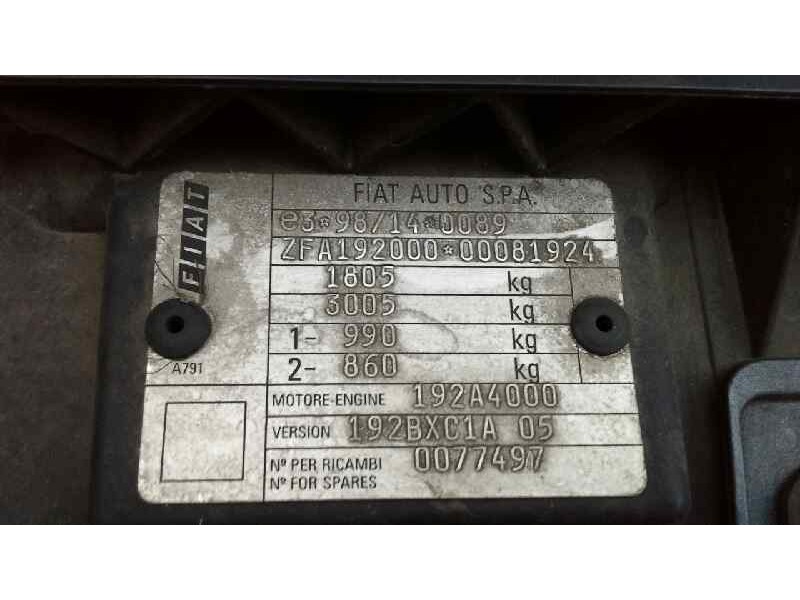 FIAT
FIAT AUTO S.P.A.
e3*98/14*0089
ZFA192000*00081924
1805 kg
3005 kg
1- 990 kg
2- 860 kg
A791
MOTORE-ENGINE 192A4000
VERSION 192BXC1A 05
Nº PER RICAMBI 0077497
Nº FOR SPARES